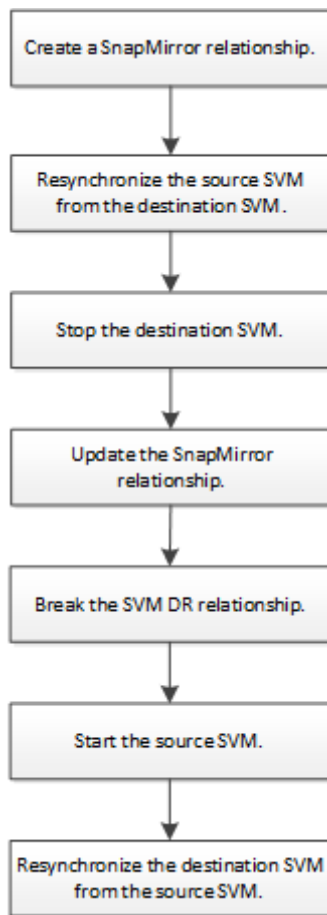 Create a SnapMirror relationship.
Resynchronize the source SVM
from the destination SVM.
Stop the destination SVM.
Update the SnapMirror
relationship.
Break the SVM DR relationship.
Start the source SVM.
Resynchronize the destination SVM
from the source SVM.